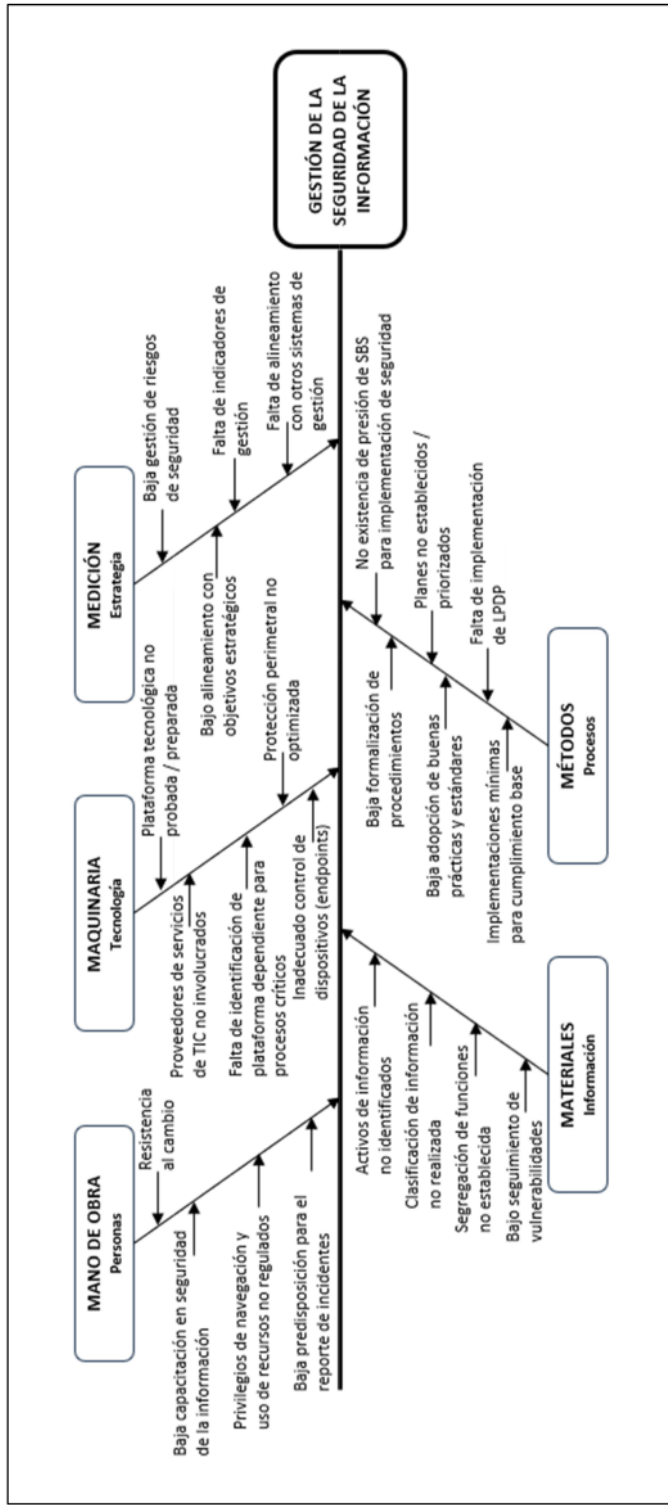 MANO DE OBRA
Personas
Resistencia
al cambio
Baja capacitación en seguridad
de la información
Privilegios de navegación y
uso de recursos no regulados
Baja predisposición para el
reporte de incidentes
MAQUINARIA
Tecnología
Plataforma tecnológica no
probada / preparada
Proveedores de servicios
de TIC no involucrados
Falta de identificación de
plataforma dependiente para
procesos críticos
Protección perimetral no
optimizada
Inadecuado control de
dispositivos (endpoints)
MEDICIÓN
Estrategia
Baja gestión de riesgos
de seguridad
Bajo alineamiento con
objetivos estratégicos
Falta de indicadores de
gestión
Falta de alineamiento
con otros sistemas de
gestión
GESTIÓN DE LA
SEGURIDAD DE LA
INFORMACIÓN
Activos de información
no identificados
Clasificación de información
no realizada
Segregación de funciones
no establecida
Bajo seguimiento de
vulnerabilidades
MATERIALES
Información
No existencia de presión de SBS
para implementación de seguridad
Baja formalización de
procedimientos
Planes no establecidos /
priorizados
Baja adopción de buenas
prácticas y estándares
Falta de implementación
de LPDP
Implementaciones mínimas
para cumplimiento base
MÉTODOS
Procesos